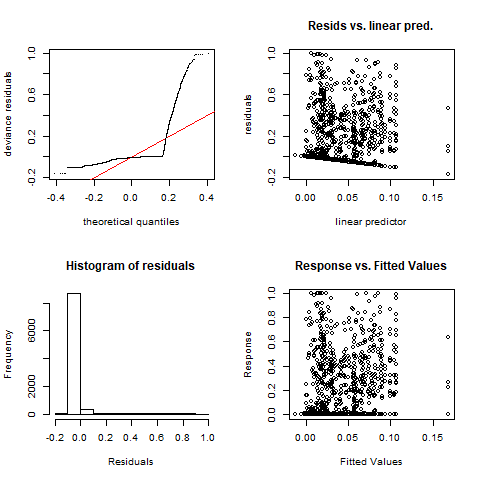 deviance residuals
-0.2 0.2 0.6 1.0
-0.4 -0.2 0.0 0.2 0.4
theoretical quantiles
Resids vs. linear pred.
residuals
-0.2 0.2 0.6 1.0
0.00 0.05 0.10 0.15
linear predictor
Histogram of residuals
Frequency
0 2000 6000
-0.2 0.0 0.2 0.4 0.6 0.8 1.0
Residuals
Response vs. Fitted Values
Response
0.0 0.2 0.4 0.6 0.8 1.0
0.00 0.05 0.10 0.15
Fitted Values